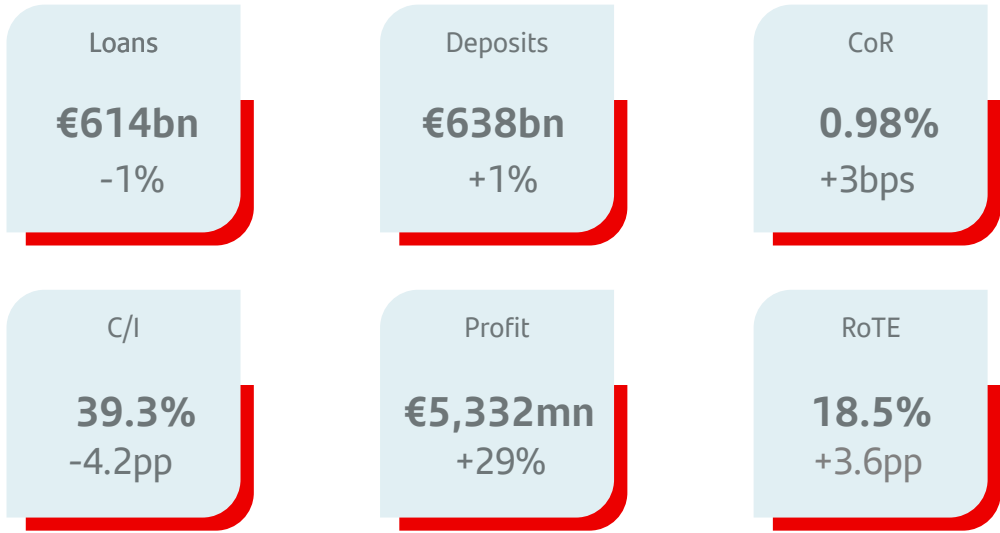 Loans
€614bn
-1%
Deposits
€638bn
+1%
CoR
0.98%
+3bps
C/I
39.3%
-4.2pp
Profit
€5,332mn
+29%
RoTE
18.5%
+3.6pp